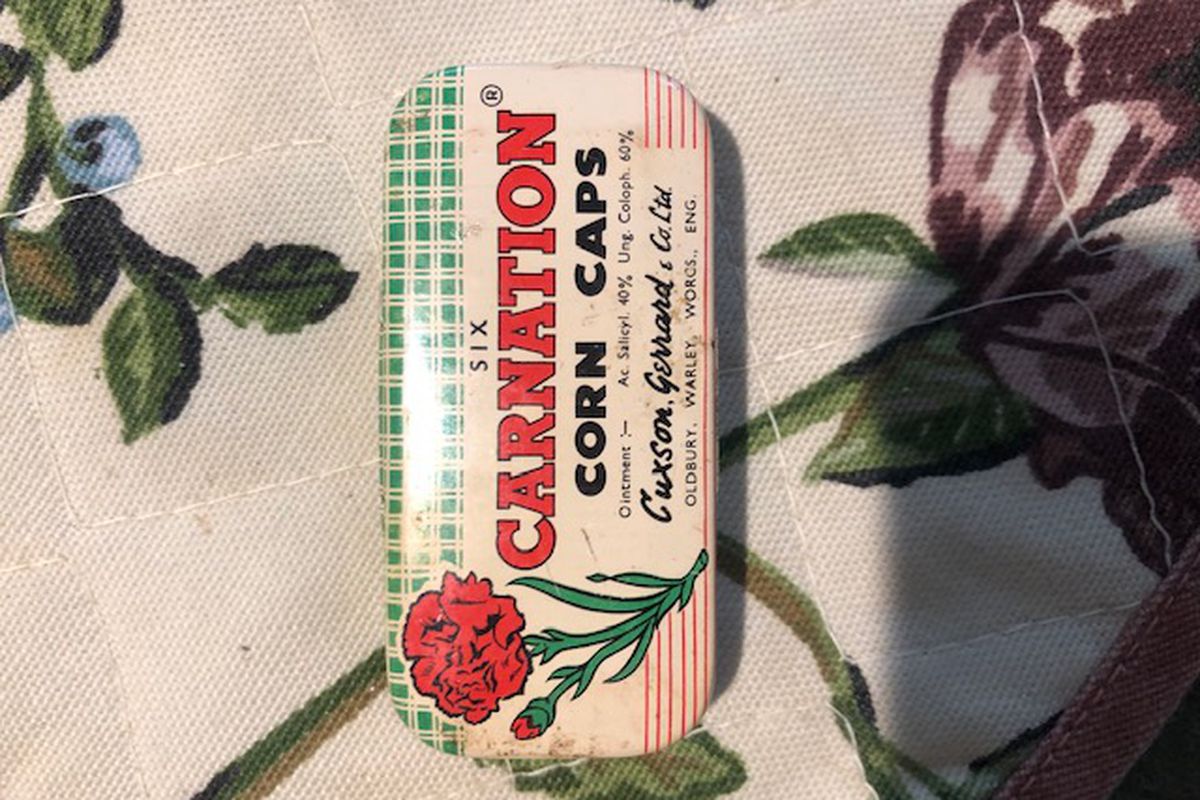 SIX
CARNATION®
CORN CAPS
Ointment :— Ac. Salicyl. 40% Ung. Coloph. 60%
Cuxson, Gerrard & Co. Ltd.
OLDBURY, WARLEY, WORCS., ENG.